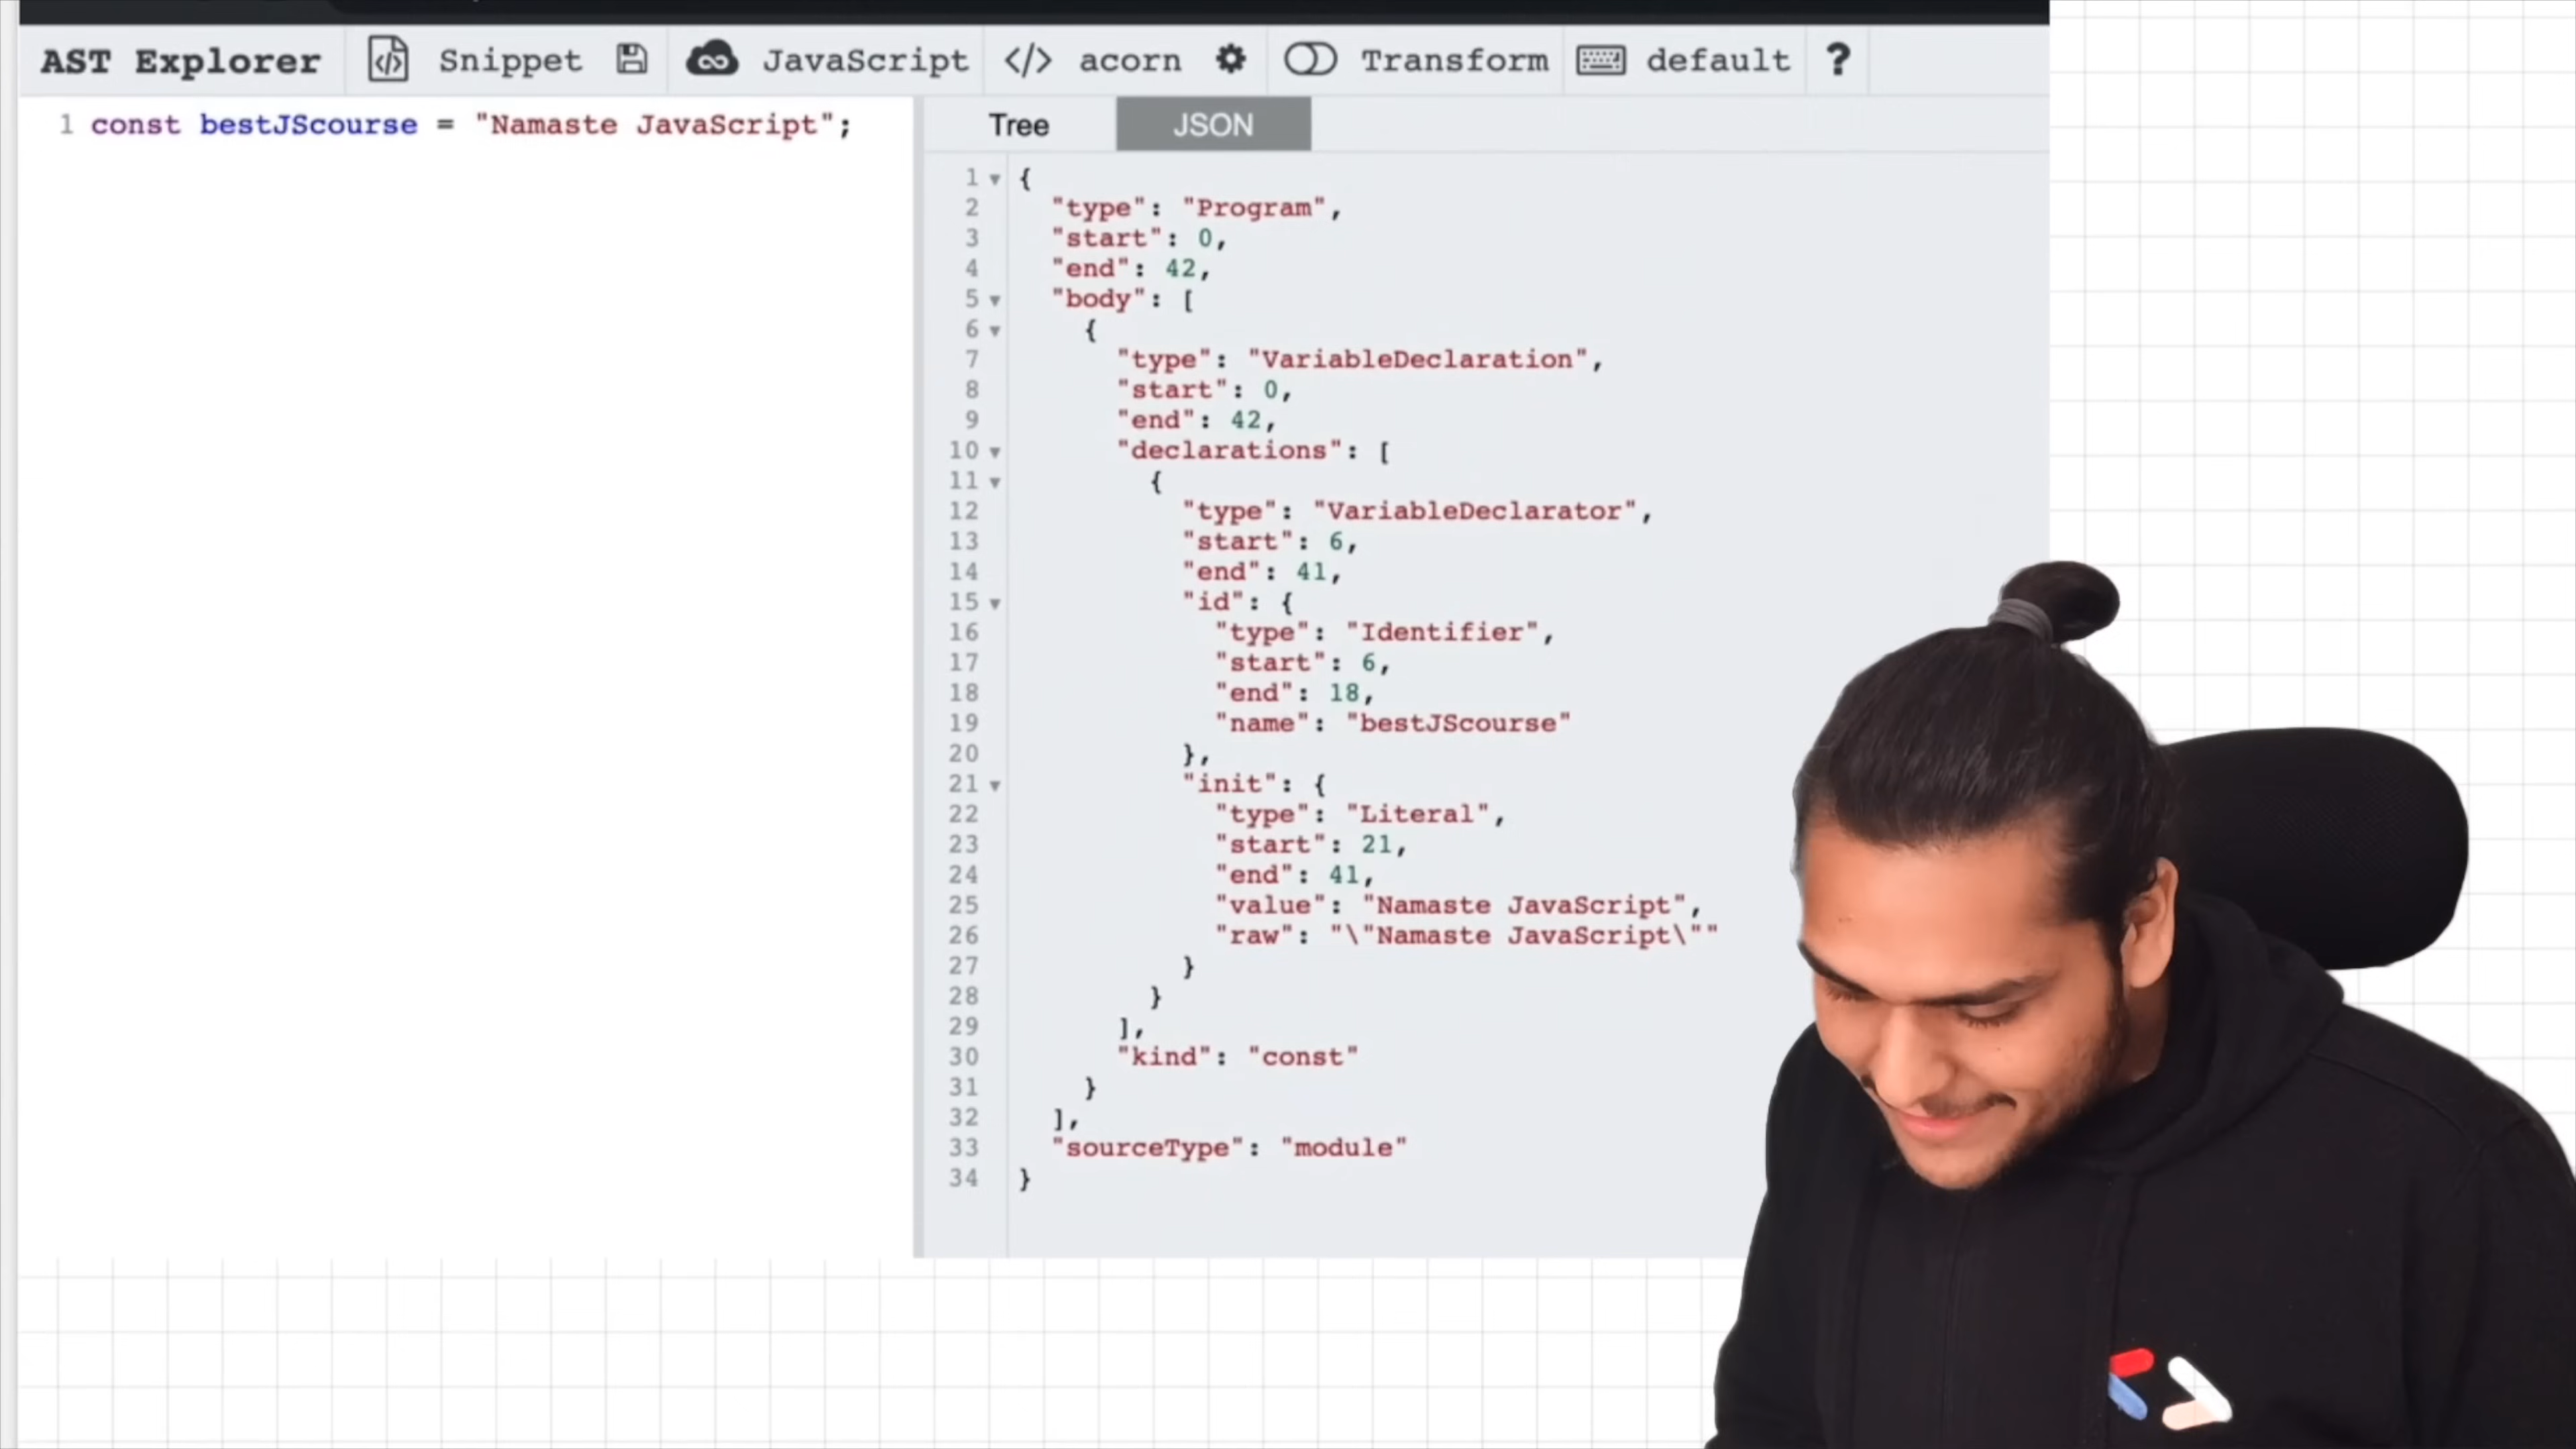 AST Explorer Snippet JavaScript </> acorn Transform default ?
1 const bestJScourse = "Namaste JavaScript";
Tree JSON
1 {
2 "type": "Program",
3 "start": 0,
4 "end": 42,
5 "body": [
6 {
7 "type": "VariableDeclaration",
8 "start": 0,
9 "end": 42,
10 "declarations": [
11 {
12 "type": "VariableDeclarator",
13 "start": 6,
14 "end": 41,
15 "id": {
16 "type": "Identifier",
17 "start": 6,
18 "end": 18,
19 "name": "bestJScourse"
20 },
21 "init": {
22 "type": "Literal",
23 "start": 21,
24 "end": 41,
25 "value": "Namaste JavaScript",
26 "raw": "\"Namaste JavaScript\""
27 }
28 }
29 ],
30 "kind": "const"
31 }
32 ],
33 "sourceType": "module"
34 }